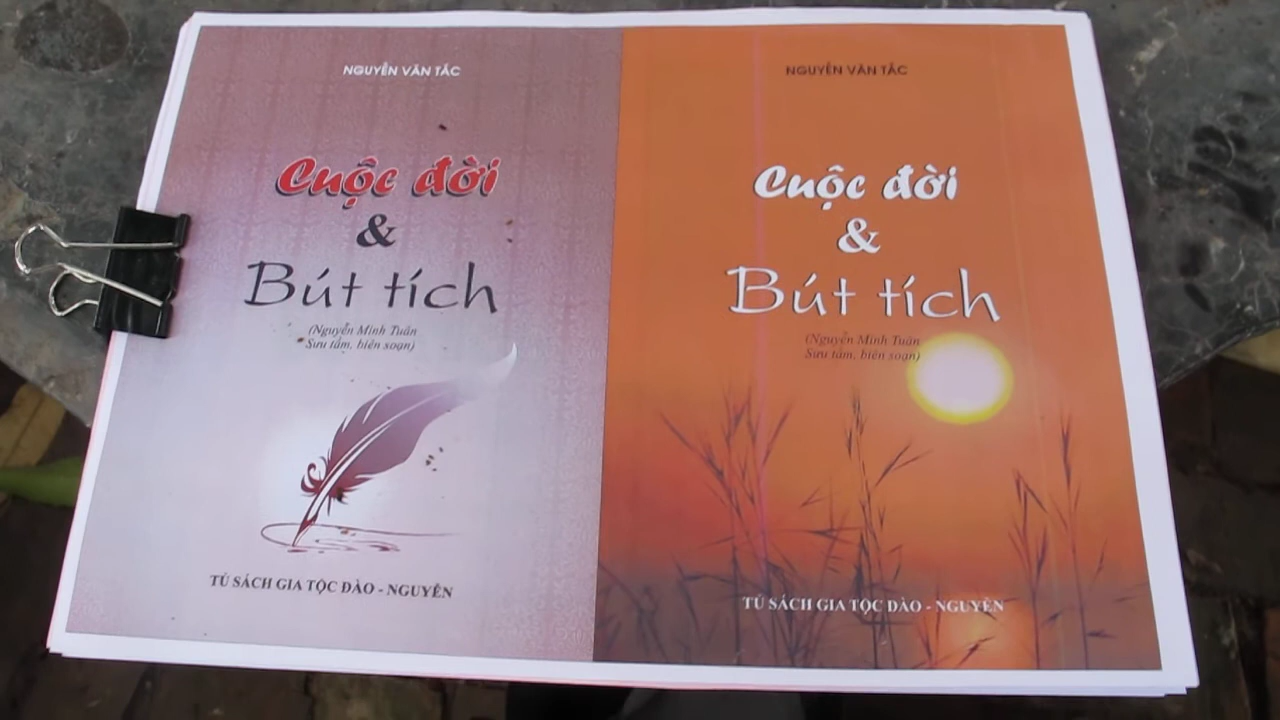 NGUYỄN VĂN TẮC
Cuộc đời
&
Bút tích
(Nguyễn Minh Tuân
Sưu tầm, biên soạn)
TỦ SÁCH GIA TỘC ĐÀO - NGUYỄN
NGUYỄN VĂN TẮC
Cuộc đời
&
Bút tích
(Nguyễn Minh Tuân
Sưu tầm, biên soạn)
TỦ SÁCH GIA TỘC ĐÀO - NGUYỄN